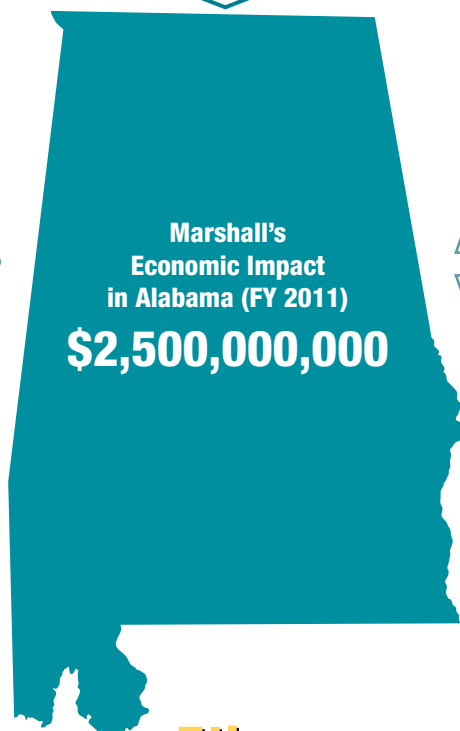 Marshall’s
Economic Impact
in Alabama (FY 2011)
$2,500,000,000